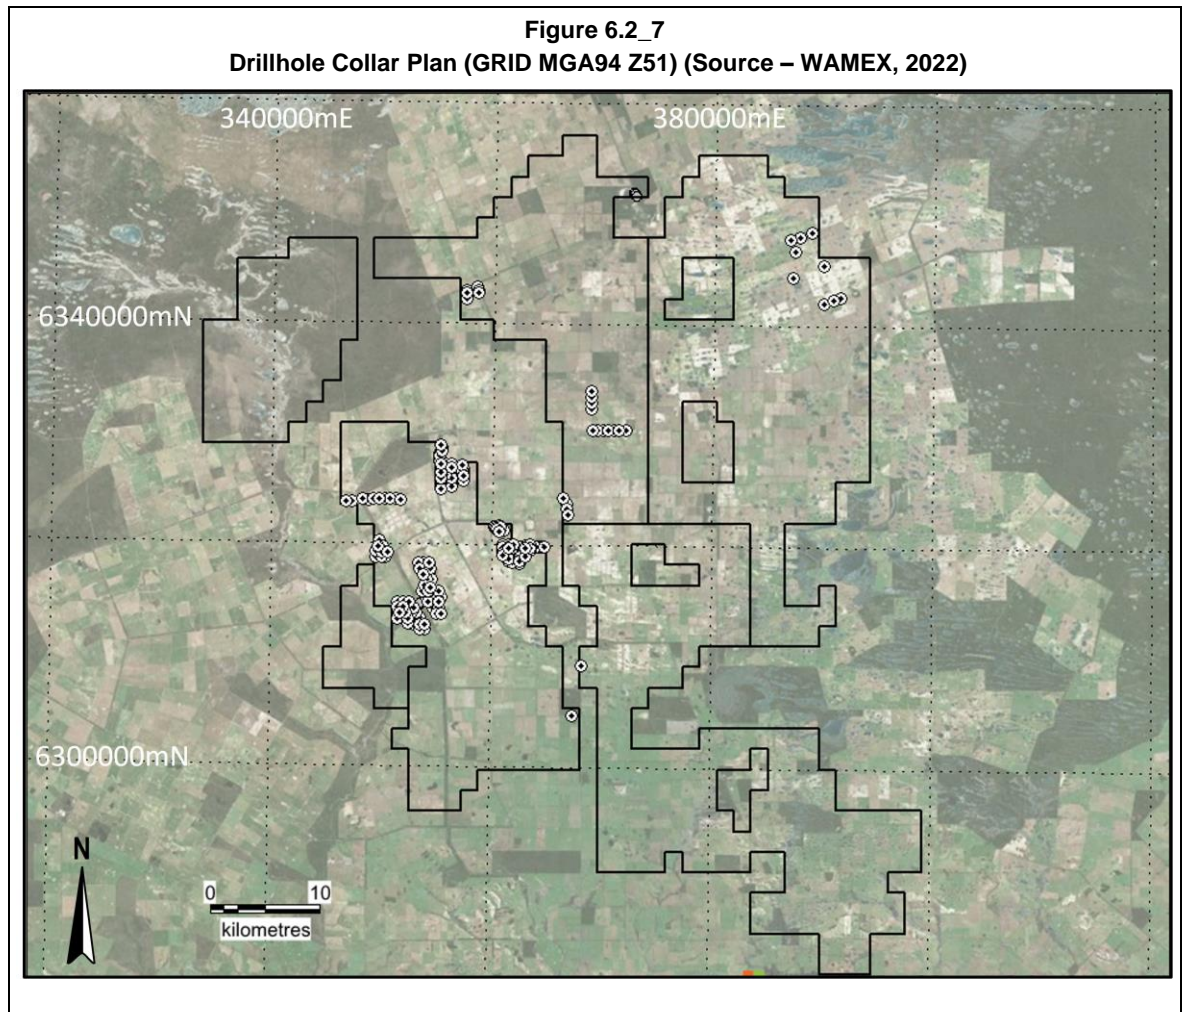 Figure 6.2_7
Drillhole Collar Plan (GRID MGA94 Z51) (Source – WAMEX, 2022)
340000mE 380000mE
6340000mN
6300000mN
N
0 10
kilometres